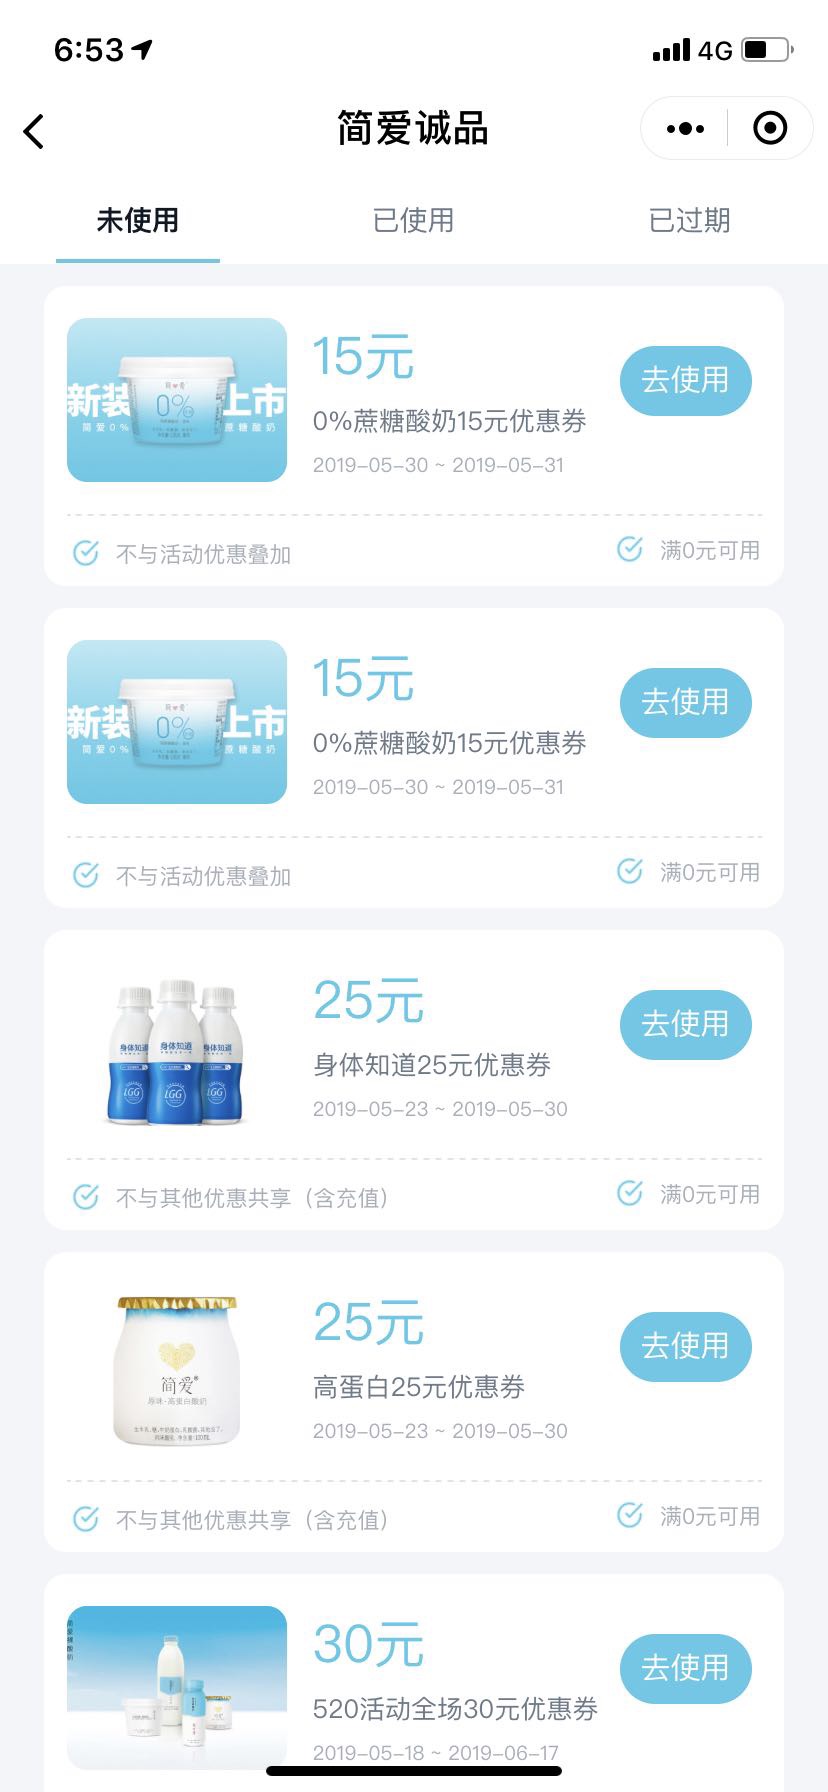 6:53
4G
简爱诚品
未使用
已使用
已过期
新装上市
简爱0%蔗糖酸奶
简爱
0%
15元
去使用
0%蔗糖酸奶15元优惠券
2019-05-30 ~ 2019-05-31
不与活动优惠叠加
满0元可用
新装上市
简爱0%蔗糖酸奶
简爱
0%
15元
去使用
0%蔗糖酸奶15元优惠券
2019-05-30 ~ 2019-05-31
不与活动优惠叠加
满0元可用
身体知道 身体知道 身体知道
LGG LGG LGG
25元
去使用
身体知道25元优惠券
2019-05-23 ~ 2019-05-30
不与其他优惠共享（含充值）
满0元可用
简爱®
原味·高蛋白酸奶
25元
去使用
高蛋白25元优惠券
2019-05-23 ~ 2019-05-30
不与其他优惠共享（含充值）
满0元可用
30元
去使用
520活动全场30元优惠券
2019-05-18 ~ 2019-06-17